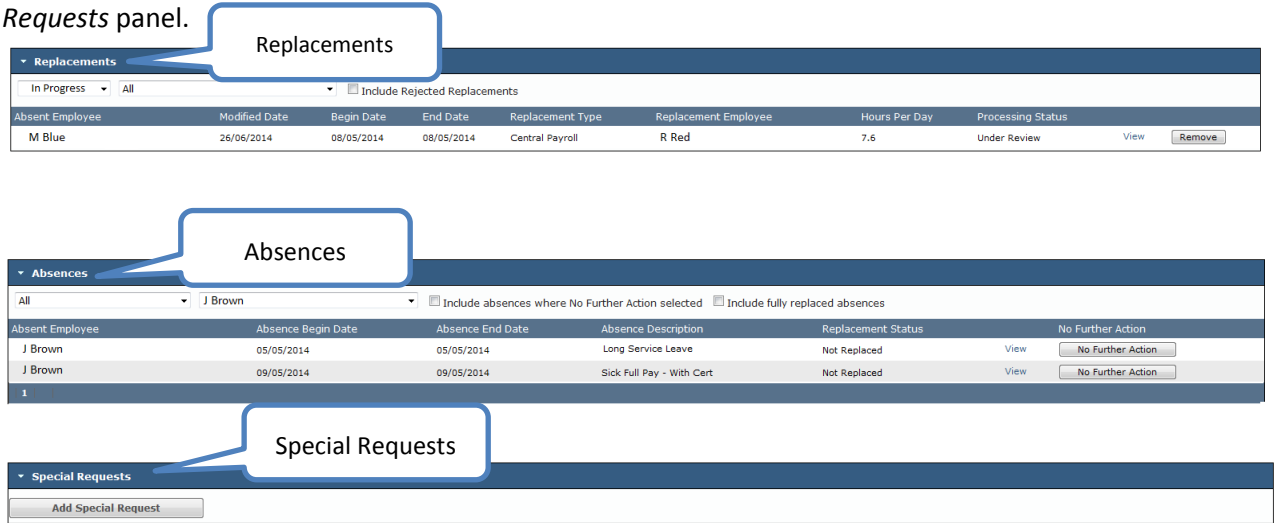 Requests panel.
Replacements
Replacements
In Progress All Include Rejected Replacements
Absent Employee Modified Date Begin Date End Date Replacement Type Replacement Employee Hours Per Day Processing Status
M Blue 26/06/2014 08/05/2014 08/05/2014 Central Payroll R Red 7.6 Under Review View Remove
Absences
Absences
All J Brown Include absences where No Further Action selected Include fully replaced absences
Absent Employee Absence Begin Date Absence End Date Absence Description Replacement Status No Further Action
J Brown 05/05/2014 05/05/2014 Long Service Leave Not Replaced View No Further Action
J Brown 09/05/2014 09/05/2014 Sick Full Pay - With Cert Not Replaced View No Further Action
1
Special Requests
Special Requests
Add Special Request